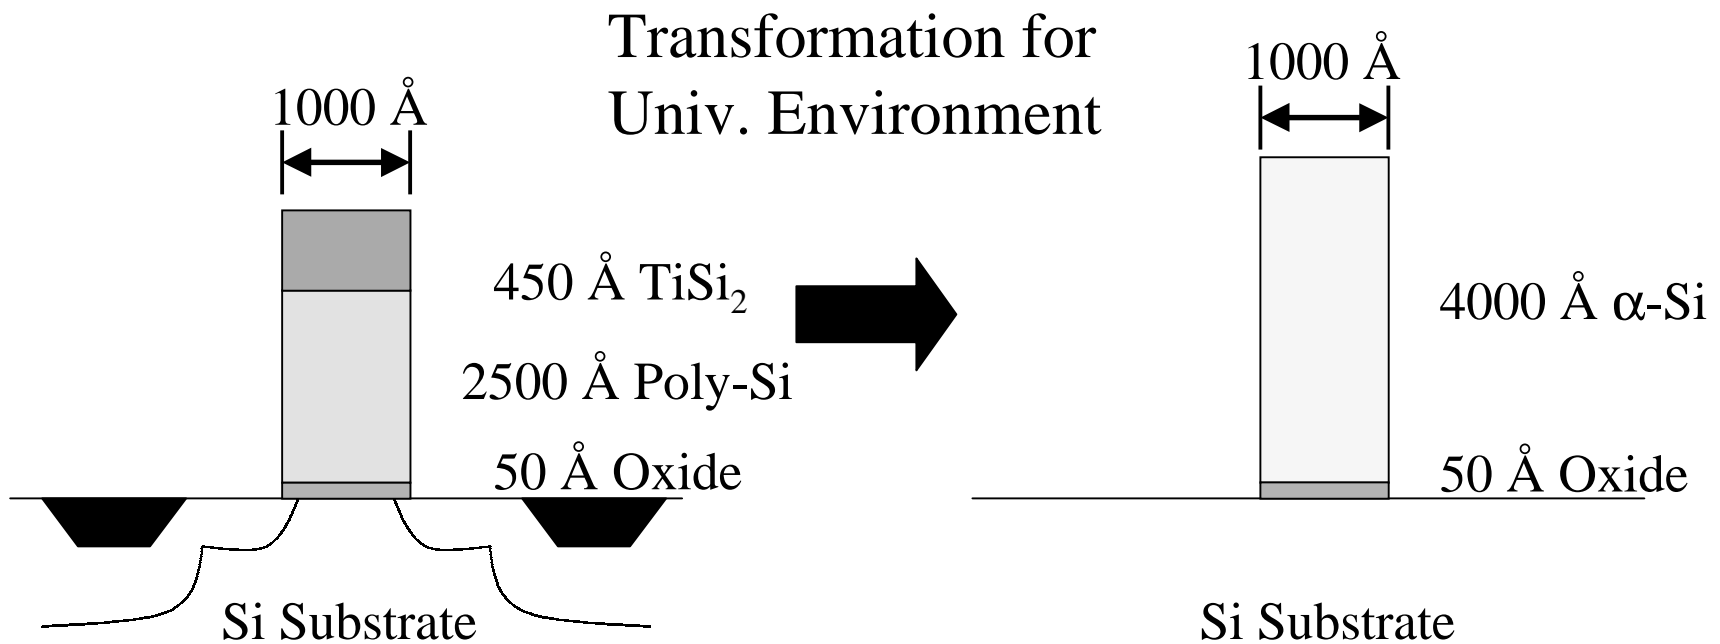 Transformation for
Univ. Environment
1000 Å
450 Å TiSi₂
2500 Å Poly-Si
50 Å Oxide
Si Substrate
1000 Å
4000 Å α-Si
50 Å Oxide
Si Substrate